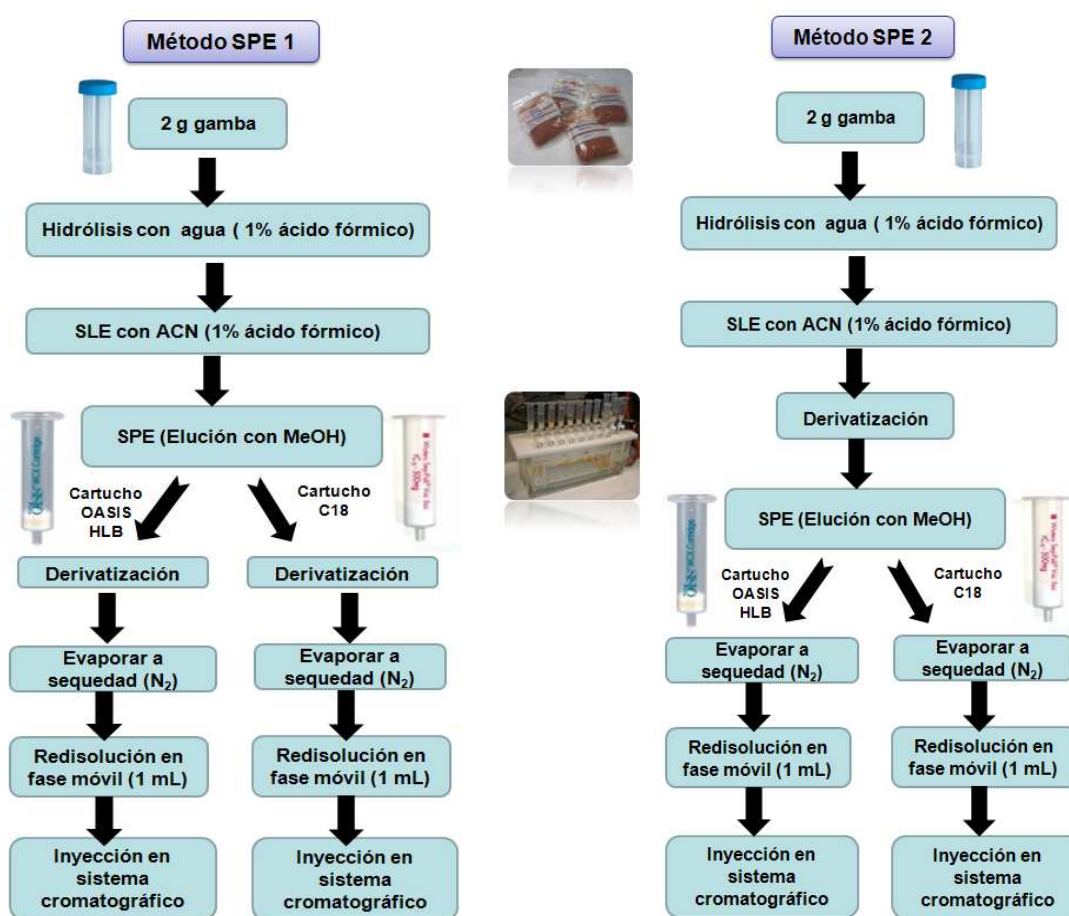 Método SPE 1
2 g gamba
Hidrólisis con agua ( 1% ácido fórmico)
SLE con ACN (1% ácido fórmico)
SPE (Elución con MeOH)
Cartucho
OASIS
HLB
Cartucho
C18
Derivatización
Derivatización
Evaporar a
sequedad (N₂)
Evaporar a
sequedad (N₂)
Redisolución en
fase móvil (1 mL)
Redisolución en
fase móvil (1 mL)
Inyección en
sistema
cromatográfico
Inyección en
sistema
cromatográfico
Método SPE 2
2 g gamba
Hidrólisis con agua ( 1% ácido fórmico)
SLE con ACN (1% ácido fórmico)
Derivatización
SPE (Elución con MeOH)
Cartucho
OASIS
HLB
Cartucho
C18
Evaporar a
sequedad (N₂)
Evaporar a
sequedad (N₂)
Redisolución en
fase móvil (1 mL)
Redisolución en
fase móvil (1 mL)
Inyección en
sistema
cromatográfico
Inyección en
sistema
cromatográfico